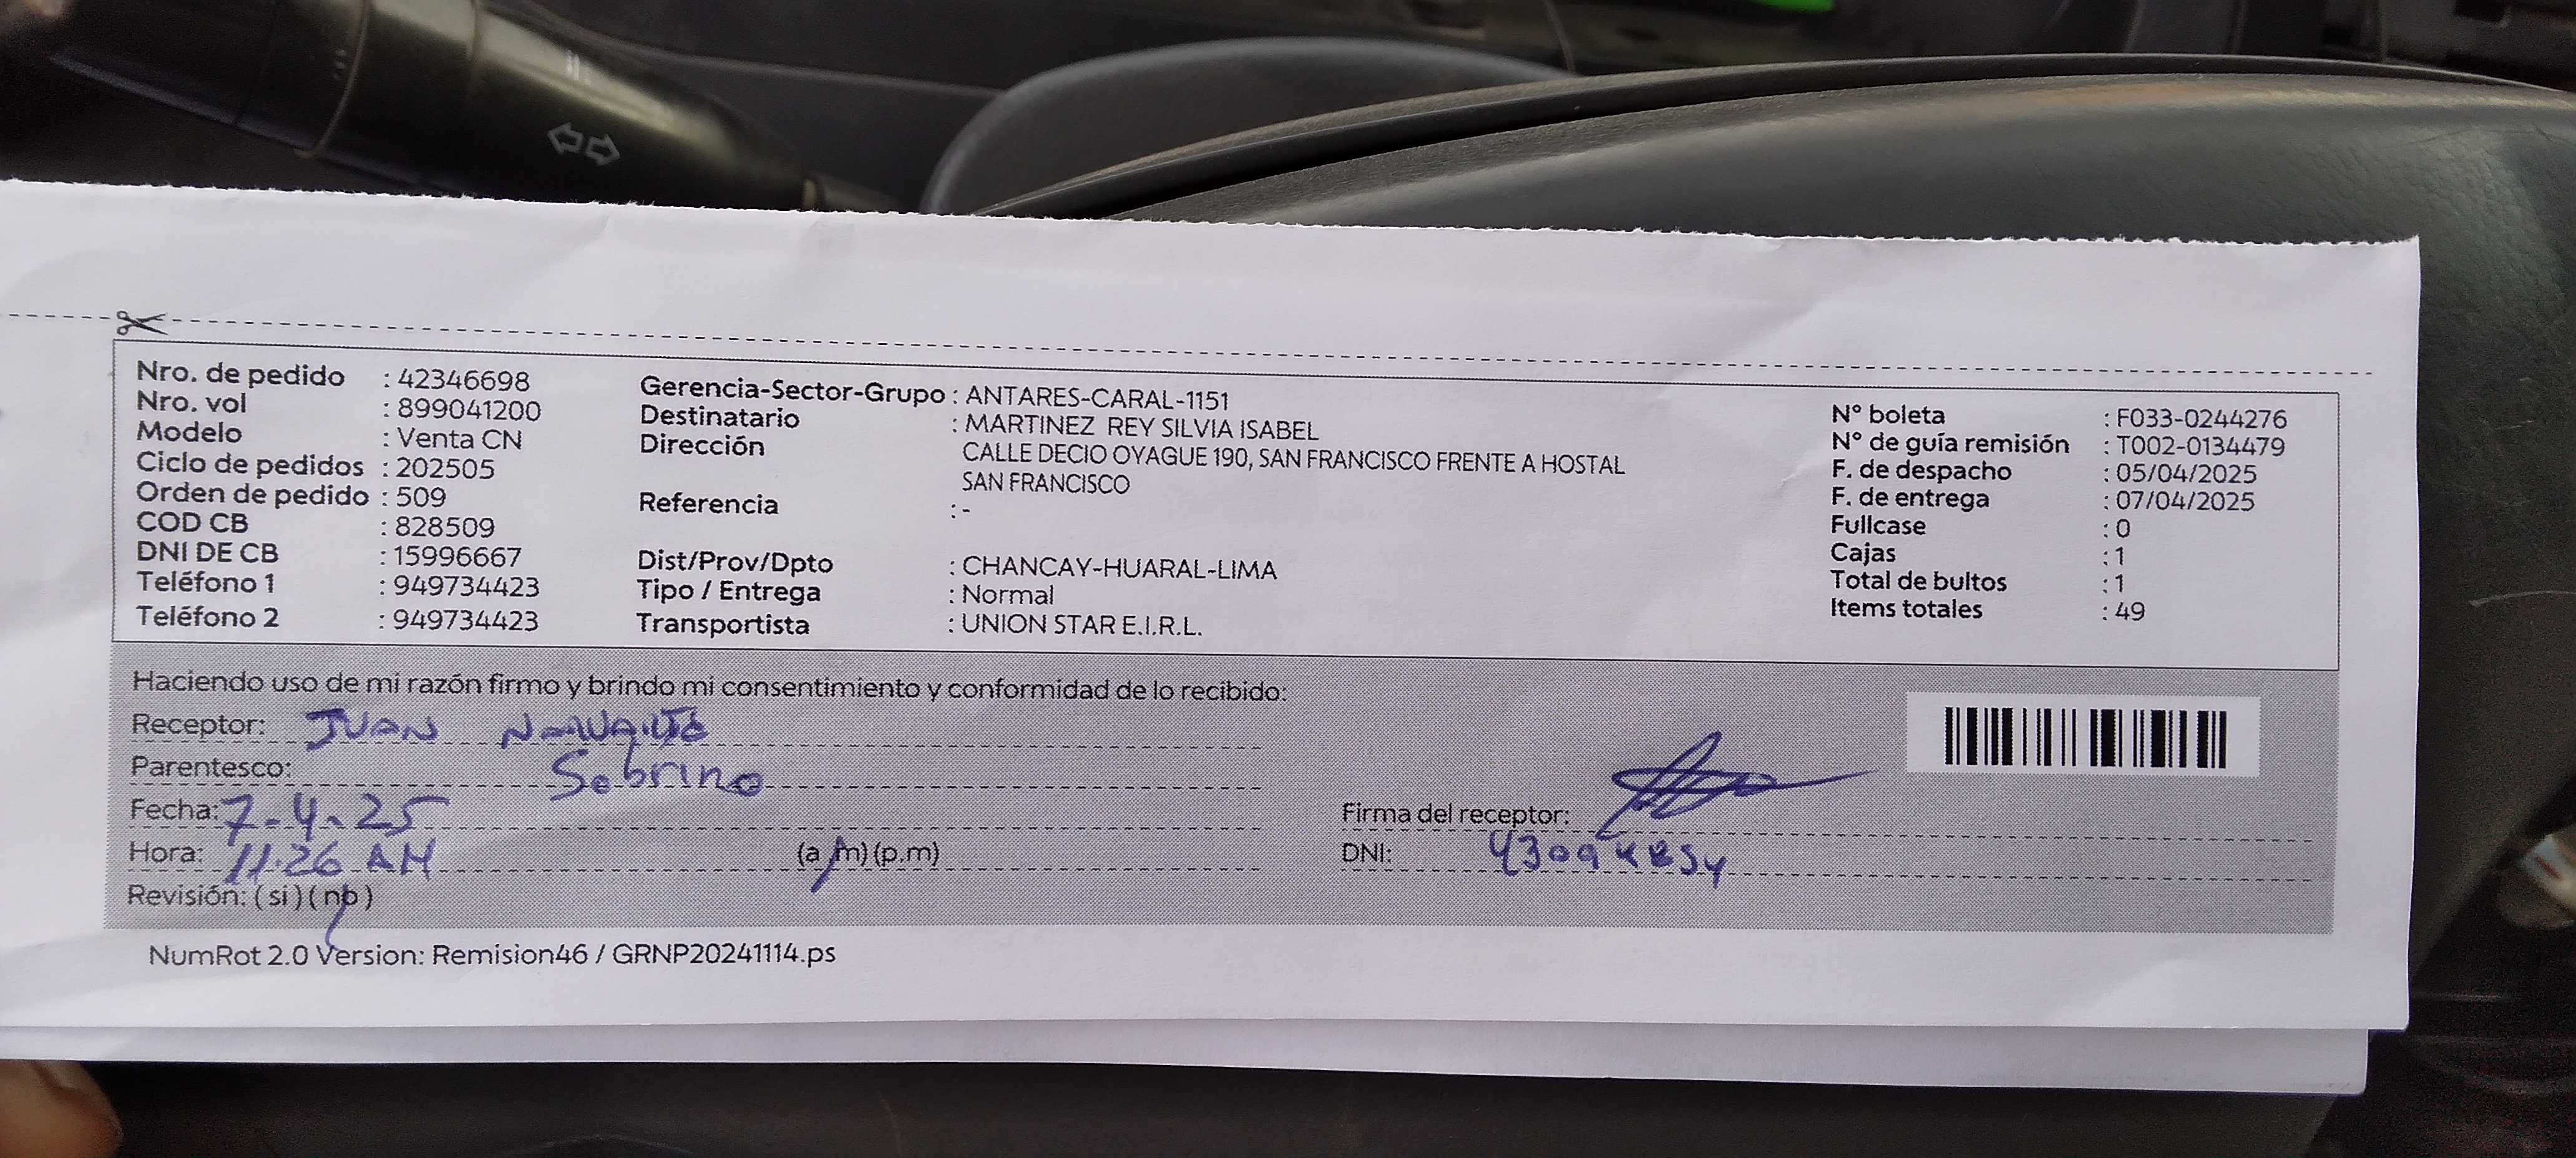 Nro. de pedido : 42346698
Nro. vol : 899041200
Modelo : Venta CN
Ciclo de pedidos : 202505
Orden de pedido : 509
COD CB : 828509
DNI DE CB : 15996667
Teléfono 1 : 949734423
Teléfono 2 : 949734423
Gerencia-Sector-Grupo : ANTARES-CARAL-1151
Destinatario : MARTINEZ REY SILVIA ISABEL
Dirección CALLE DECIO OYAGUE 190, SAN FRANCISCO FRENTE A HOSTAL
SAN FRANCISCO
Referencia : -
Dist/Prov/Dpto : CHANCAY-HUARAL-LIMA
Tipo / Entrega : Normal
Transportista : UNION STAR E.I.R.L.
N° boleta : F033-0244276
N° de guía remisión : T002-0134479
F. de despacho : 05/04/2025
F. de entrega : 07/04/2025
Fullcase : 0
Cajas : 1
Total de bultos : 1
Items totales : 49
Haciendo uso de mi razón firmo y brindo mi consentimiento y conformidad de lo recibido:
Receptor: JUAN
Parentesco: Sobrino
Fecha: 7-4-25
Hora: 11:26 AM (a.m) (p.m)
Revisión: (si) (no)
Firma del receptor:
DNI:
NumRot 2.0 Version: Remision46 / GRNP20241114.ps